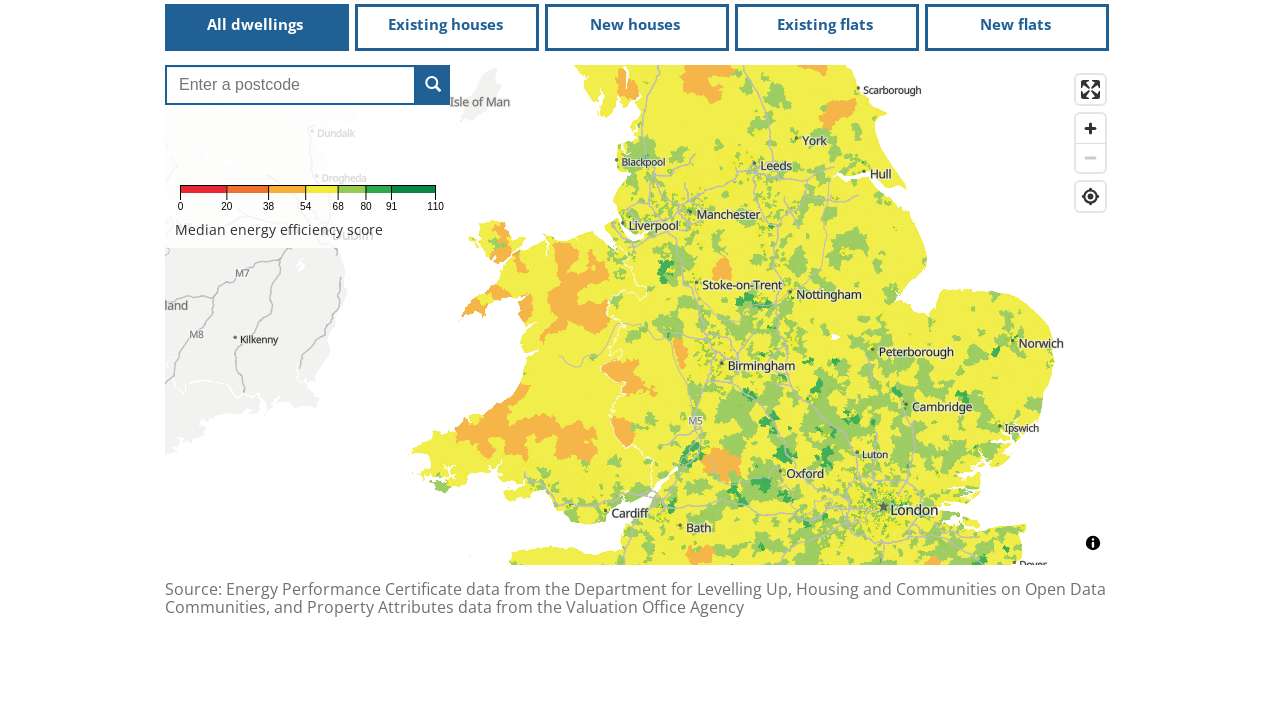 All dwellings
Existing houses
New houses
Existing flats
New flats
Enter a postcode
Isle of Man
Scarborough
Dundalk
York
Blackpool
Leeds
Drogheda
Hull
0 20 38 54 68 80 91 110
Manchester
Liverpool
Median energy efficiency score
Dublin
M7
Stoke-on-Trent
Nottingham
land
M8
Kilkenny
Norwich
Peterborough
Birmingham
Cambridge
M5
Ipswich
Luton
Oxford
London
Cardiff
Bath
Dover
Source: Energy Performance Certificate data from the Department for Levelling Up, Housing and Communities on Open Data
Communities, and Property Attributes data from the Valuation Office Agency